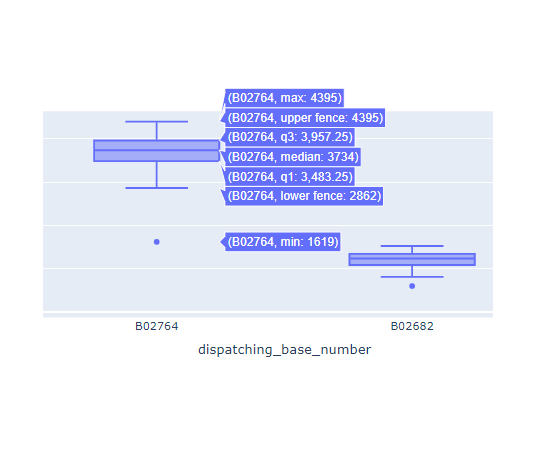 (B02764, max: 4395)
(B02764, upper fence: 4395)
(B02764, q3: 3,957.25)
(B02764, median: 3734)
(B02764, q1: 3,483.25)
(B02764, lower fence: 2862)
(B02764, min: 1619)
B02764 B02682
dispatching_base_number